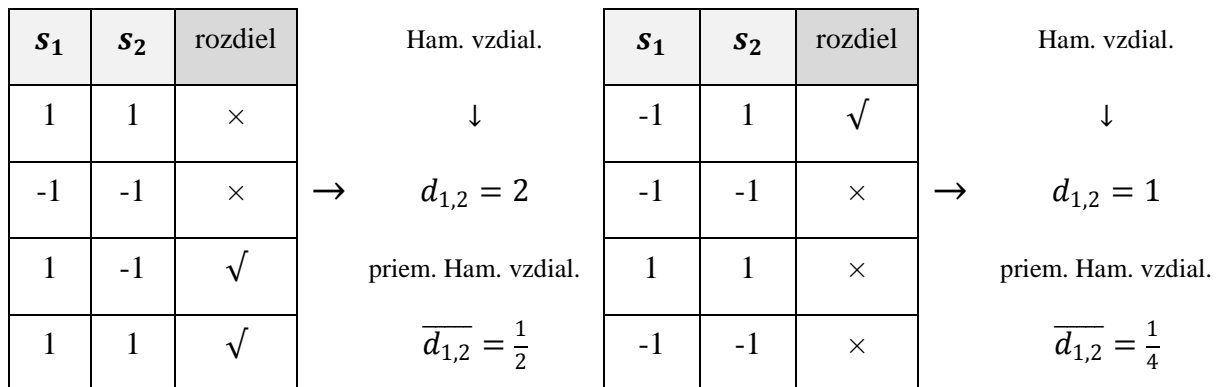 s₁ s₂ rozdiel Ham. vzdial. s₁ s₂ rozdiel Ham. vzdial.
1 1 × ↓ -1 1 √ ↓
-1 -1 × → d₁,₂ = 2 -1 -1 × → d₁,₂ = 1
1 -1 √ priem. Ham. vzdial. 1 1 × priem. Ham. vzdial.
1 1 √ d̅₁,₂ = 1/2 -1 -1 × d̅₁,₂ = 1/4